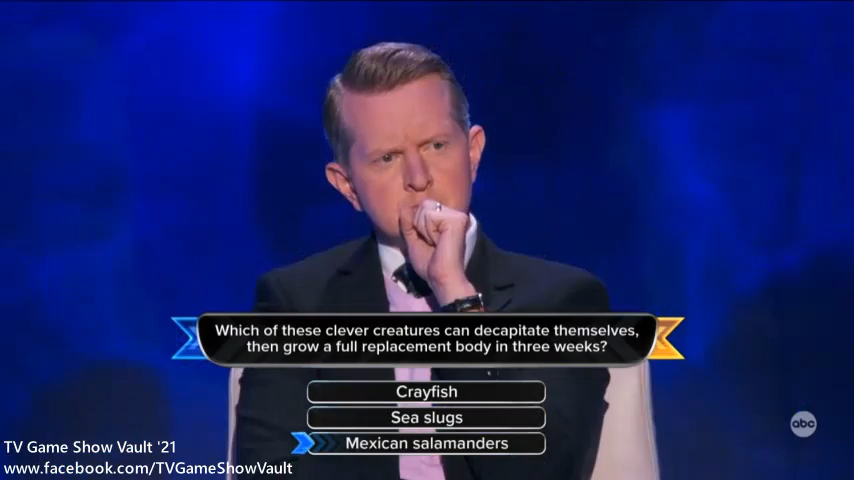 Which of these clever creatures can decapitate themselves,
then grow a full replacement body in three weeks?
Crayfish
Sea slugs
Mexican salamanders
abc
TV Game Show Vault '21
www.facebook.com/TVGameShowVault